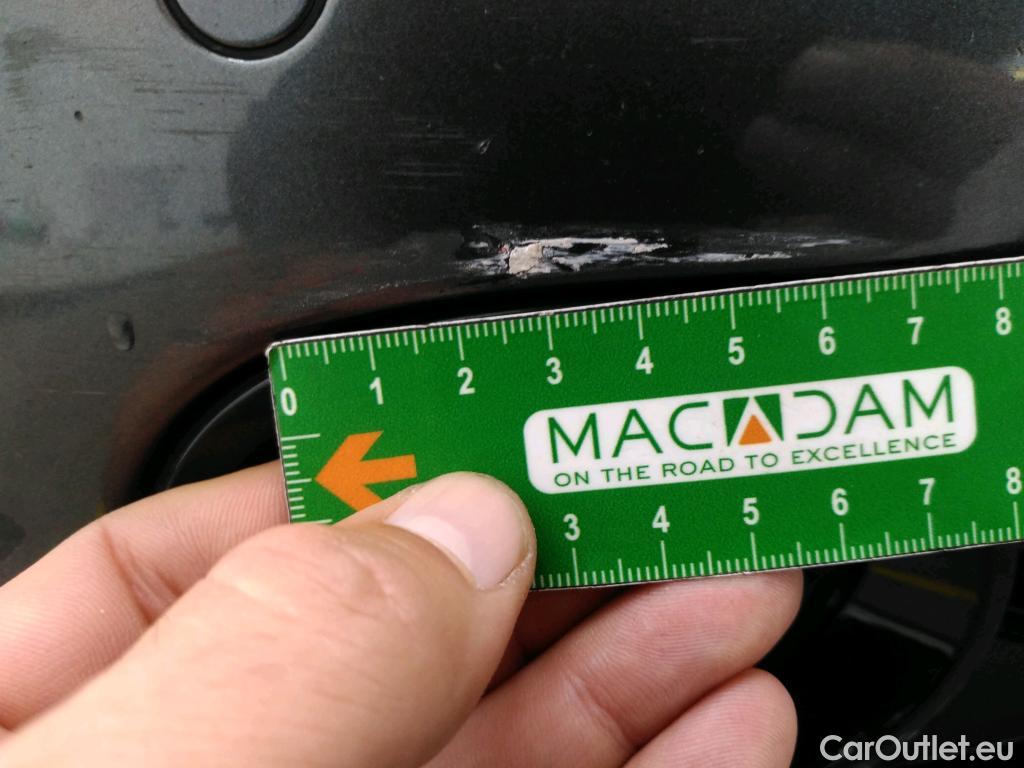 0 1 2 3 4 5 6 7 8
MACADAM
ON THE ROAD TO EXCELLENCE
3 4 5 6 7 8
CarOutlet.eu